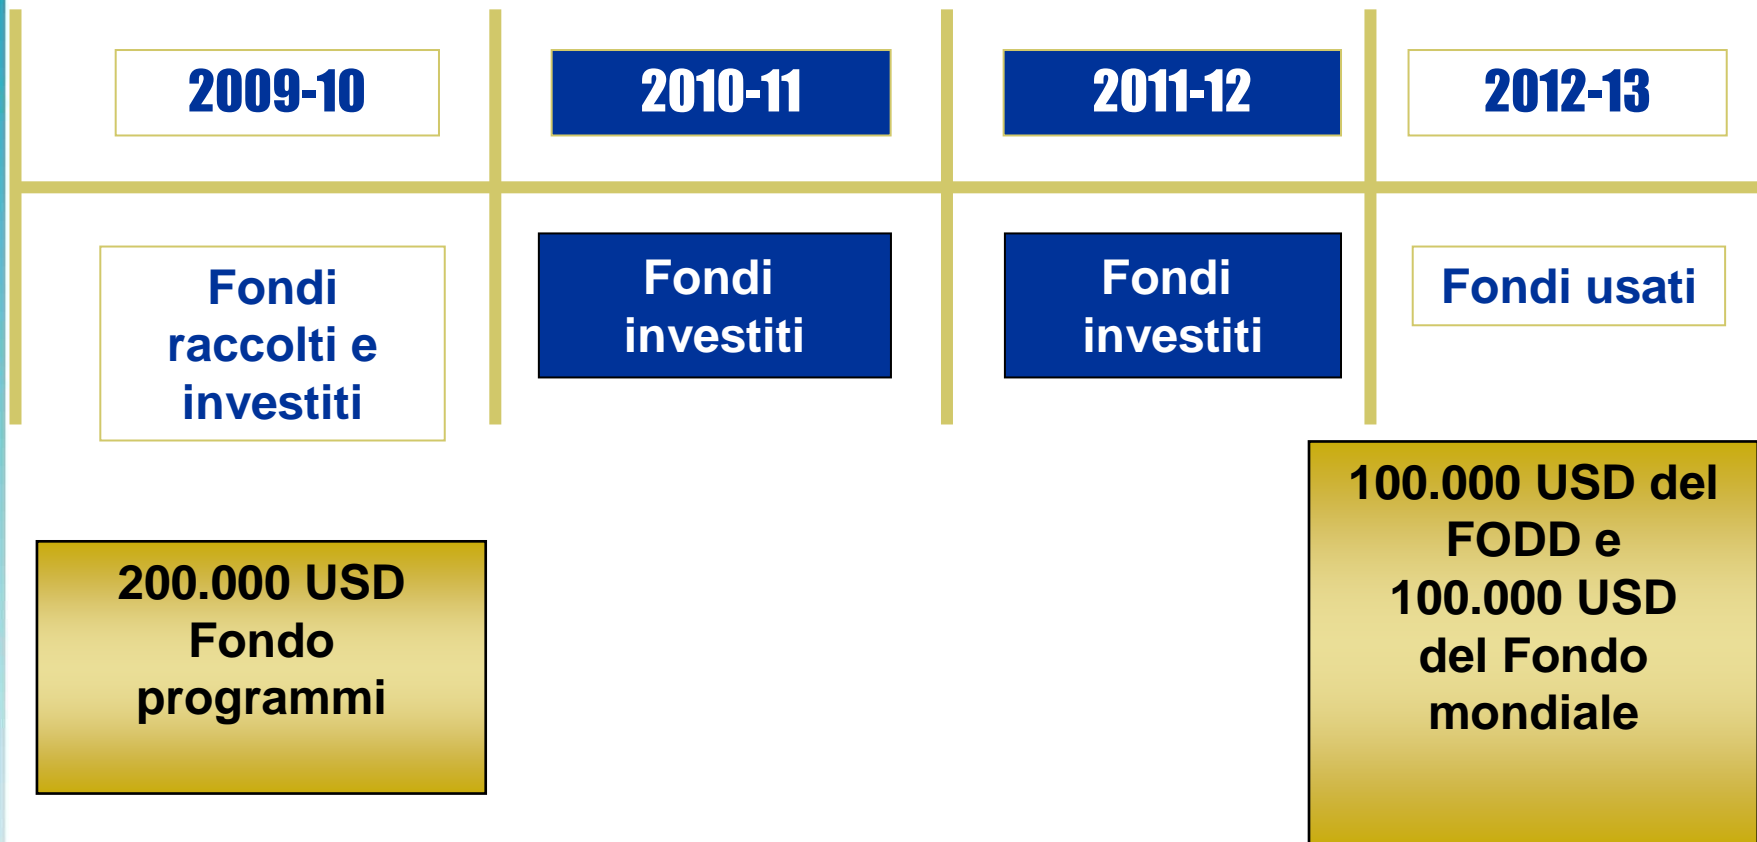 2009-10
2010-11
2011-12
2012-13
Fondi
raccolti e
investiti
Fondi
investiti
Fondi
investiti
Fondi usati
200.000 USD
Fondo
programmi
100.000 USD del
FODD e
100.000 USD
del Fondo
mondiale